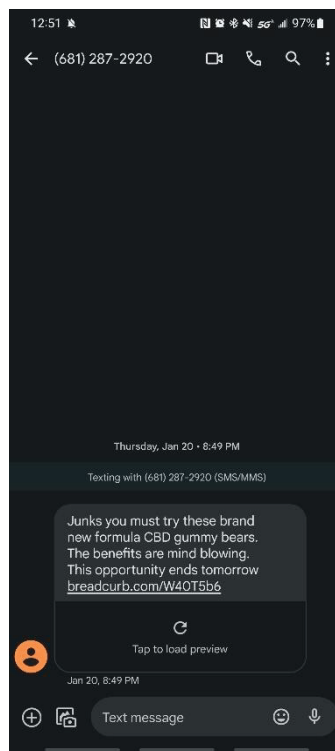 12:51 5G+ 97%
(681) 287-2920
Thursday, Jan 20 • 8:49 PM
Texting with (681) 287-2920 (SMS/MMS)
Junks you must try these brand
new formula CBD gummy bears.
The benefits are mind blowing.
This opportunity ends tomorrow
breadcurb.com/W40T5b6
Tap to load preview
Jan 20, 8:49 PM
Text message